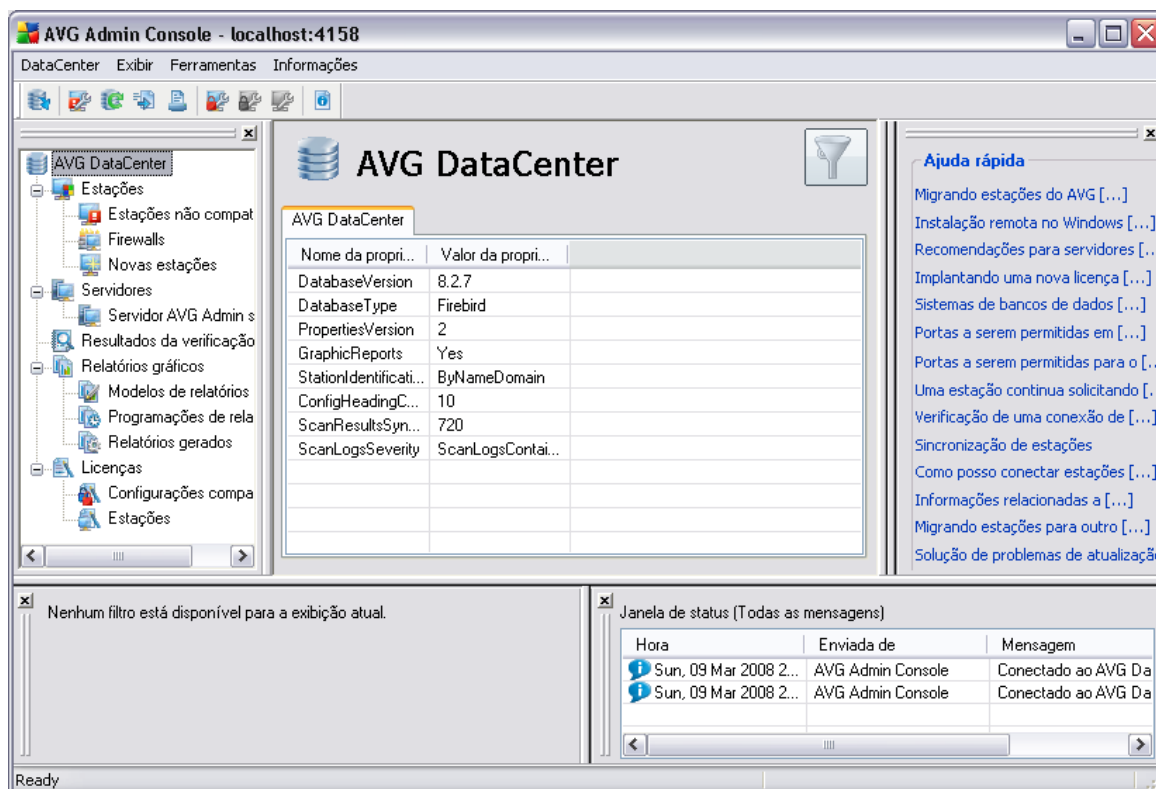 AVG Admin Console - localhost:4158
DataCenter Exibir Ferramentas Informações
AVG DataCenter
Estações
Estações não compat
Firewalls
Novas estações
Servidores
Servidor AVG Admin s
Resultados da verificação
Relatórios gráficos
Modelos de relatórios
Programações de rela
Relatórios gerados
Licenças
Configurações compa
Estações
AVG DataCenter
AVG DataCenter
Nome da propri... Valor da propri...
DatabaseVersion 8.2.7
DatabaseType Firebird
PropertiesVersion 2
GraphicReports Yes
StationIdentificati... ByNameDomain
ConfigHeadingC... 10
ScanResultsSyn... 720
ScanLogsSeverity ScanLogsContai...
Ajuda rápida
Migrando estações do AVG [...]
Instalação remota no Windows [...]
Recomendações para servidores [..
Implantando uma nova licença [...]
Sistemas de bancos de dados [...]
Portas a serem permitidas em [...]
Portas a serem permitidas para o [..
Uma estação continua solicitando [.
Verificação de uma conexão de [...]
Sincronização de estações
Como posso conectar estações [...]
Informações relacionadas a [...]
Migrando estações para outro [...]
Solução de problemas de atualizaçã
Nenhum filtro está disponível para a exibição atual.
Janela de status (Todas as mensagens)
Hora Enviada de Mensagem
Sun, 09 Mar 2008 2... AVG Admin Console Conectado ao AVG Da
Sun, 09 Mar 2008 2... AVG Admin Console Conectado ao AVG Da
Ready